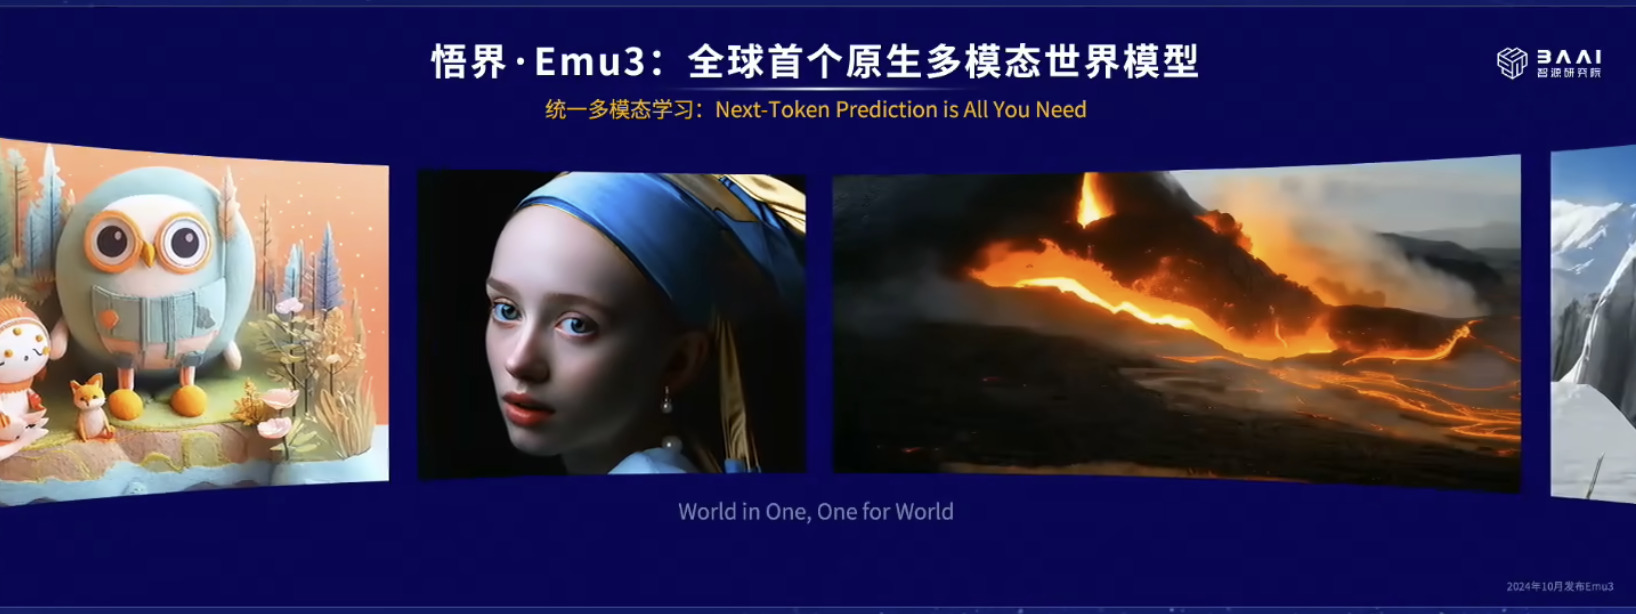 悟界·Emu3：全球首个原生多模态世界模型
BAAI
智源研究院
统一多模态学习：Next-Token Prediction is All You Need
World in One, One for World
2024年10月发布Emu3